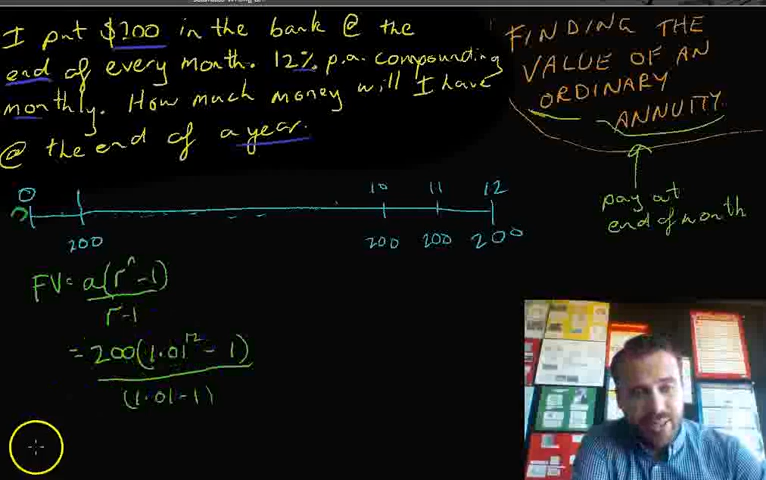 I put $200 in the bank @ the
end of every month. 12% p.a. compounding
monthly. How much money will I have
@ the end of a year.
FINDING THE
VALUE OF AN
ORDINARY
ANNUITY
pay at
end of month
0 1 10 11 12
200 200 200 200
FV = a(r^n - 1)
r-1
= 200(1.01^12 - 1)
(1.01-1)